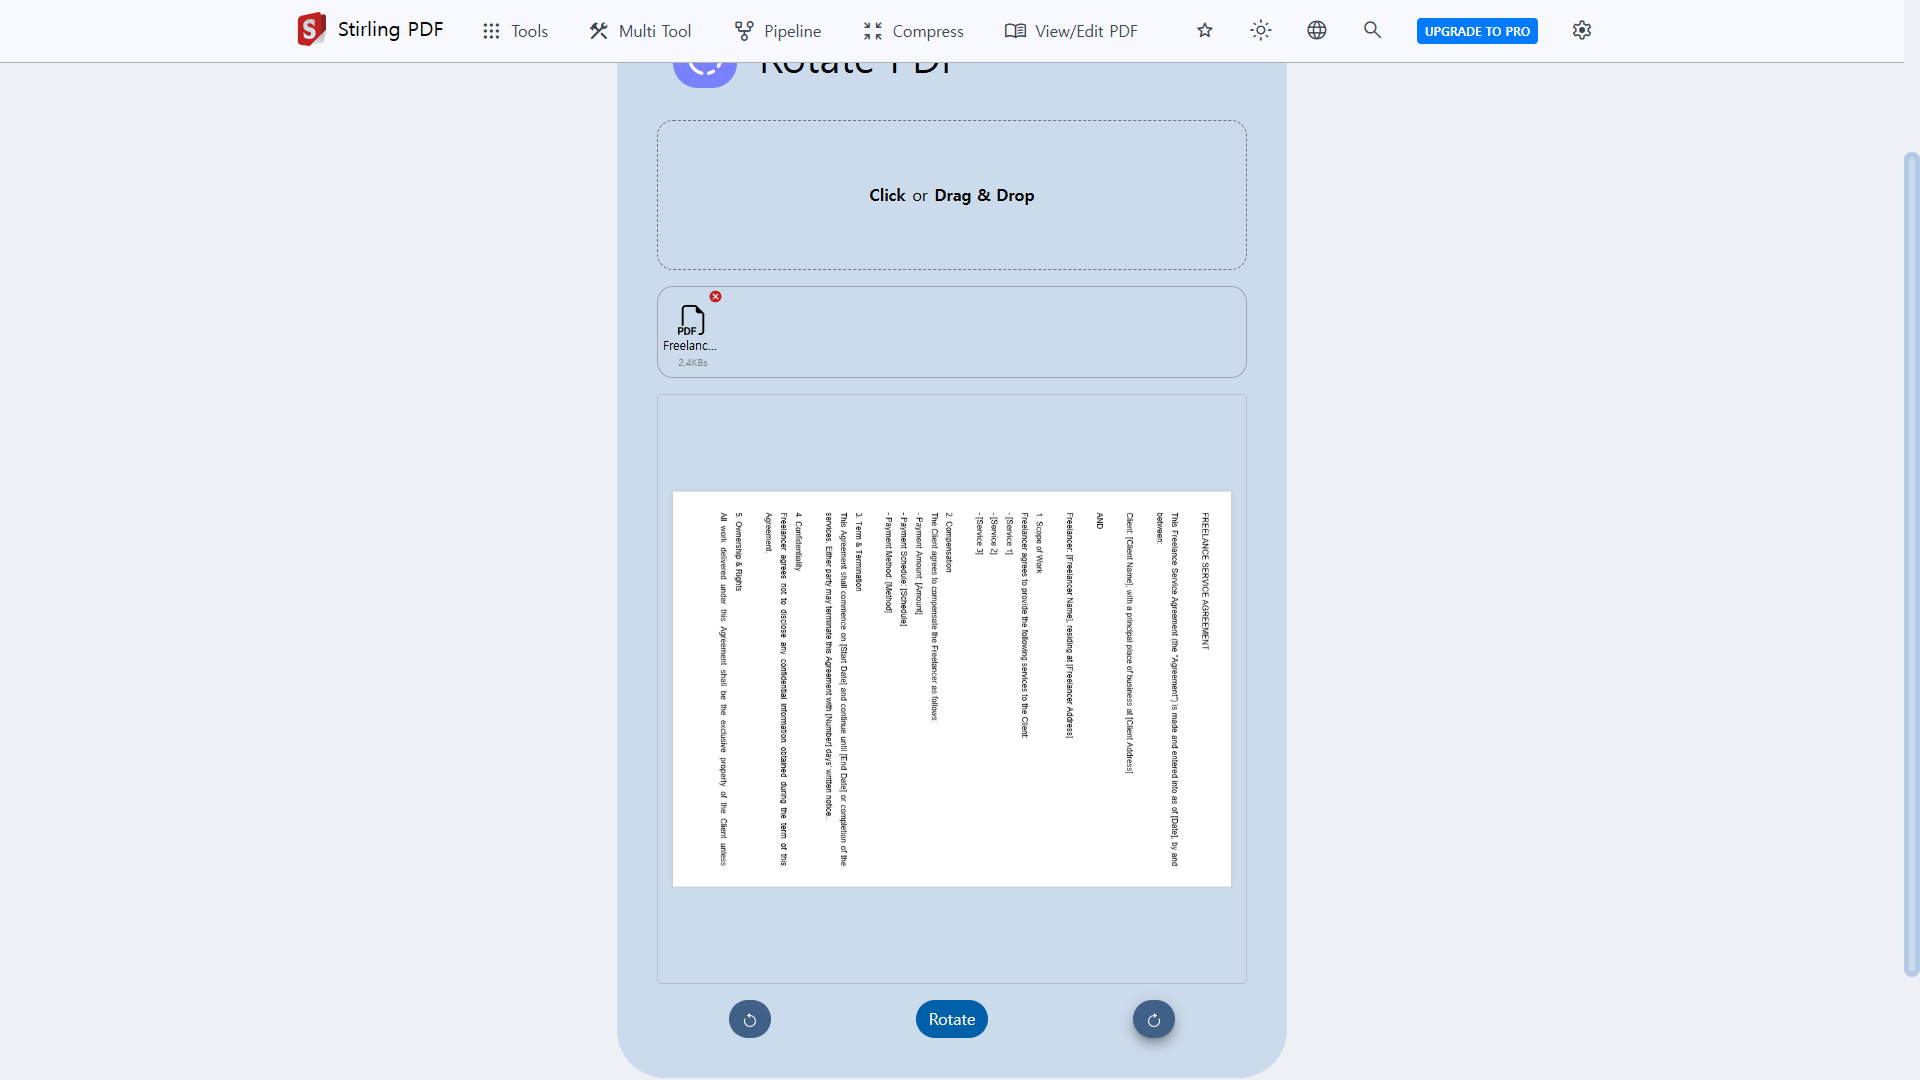 Stirling PDF
Tools
Multi Tool
Pipeline
Compress
View/Edit PDF
UPGRADE TO PRO
Rotate PDF
Click or Drag & Drop
PDF
Freelanc...
2.4KBs
FREELANCE SERVICE AGREEMENT
This Freelance Service Agreement (the "Agreement") is made and entered into as of [Date], by and
between:
Client: [Client Name], with a principal place of business at [Client Address]
AND
Freelancer: [Freelancer Name], residing at [Freelancer Address]
1. Scope of Work
Freelancer agrees to provide the following services to the Client:
- [Service 1]
- [Service 2]
- [Service 3]
2. Compensation
The Client agrees to compensate the Freelancer as follows:
- Payment Amount: [Amount]
- Payment Schedule: [Schedule]
- Payment Method: [Method]
3. Term & Termination
This Agreement shall commence on [Start Date] and continue until [End Date] or completion of the
services. Either party may terminate this Agreement with [Number] days' written notice.
4. Confidentiality
Freelancer agrees not to disclose any confidential information obtained during the term of this
Agreement.
5. Ownership & Rights
All work delivered under this Agreement shall be the exclusive property of the Client unless
Rotate